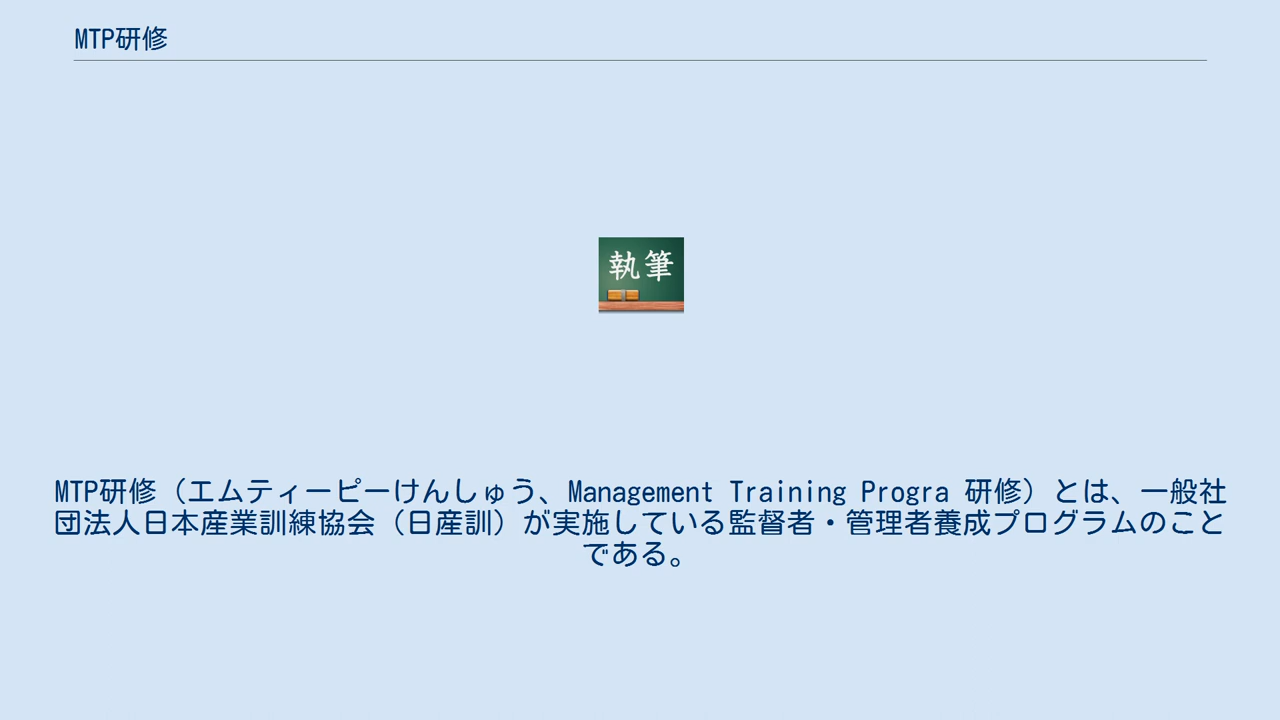 MTP研修
執筆
MTP研修（エムティーピーけんしゅう、Management Training Progra 研修）とは、一般社
団法人日本産業訓練協会（日産訓）が実施している監督者・管理者養成プログラムのこと
である。